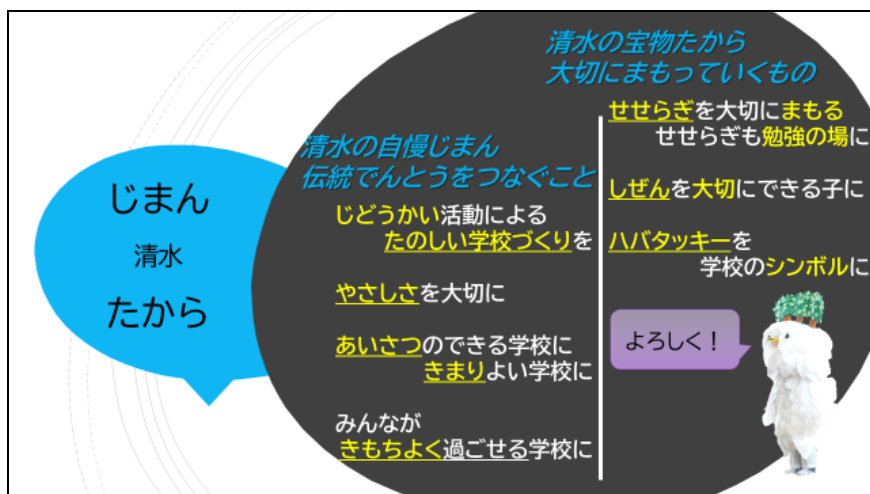 じまん
清水
たから
清水の自慢じまん
伝統でんとうをつなぐこと
じどうかい活動による
たのしい学校づくりを
やさしさを大切に
あいさつのできる学校に
きまりよい学校に
みんなが
きもちよく過ごせる学校に
清水の宝物たから
大切にまもっていくもの
せせらぎを大切にまもる
せせらぎも勉強の場に
しぜんを大切にできる子に
ハバタッキーを
学校のシンボルに
よろしく！